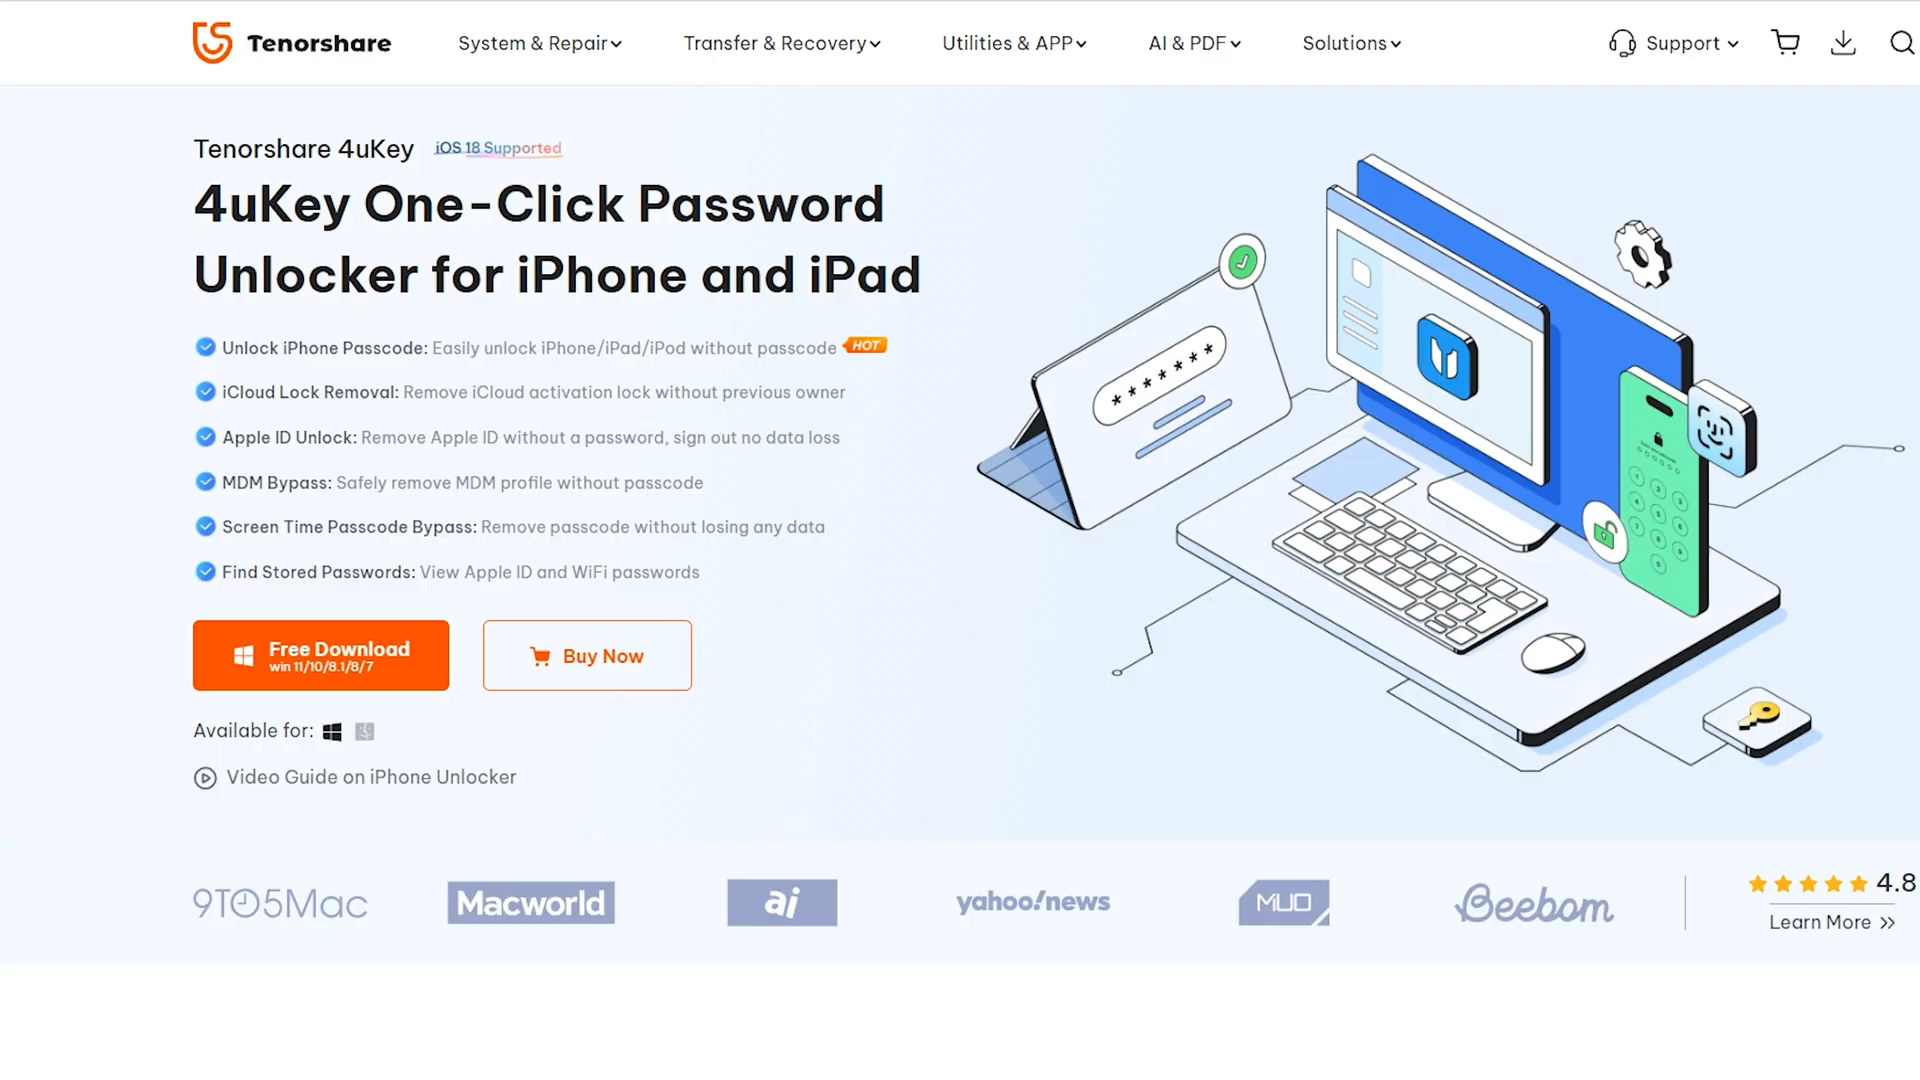 Tenorshare
System & Repair
Transfer & Recovery
Utilities & APP
AI & PDF
Solutions
Support
Tenorshare 4uKey
iOS 18 Supported
4uKey One-Click Password
Unlocker for iPhone and iPad
Unlock iPhone Passcode: Easily unlock iPhone/iPad/iPod without passcode
HOT
iCloud Lock Removal: Remove iCloud activation lock without previous owner
Apple ID Unlock: Remove Apple ID without a password, sign out no data loss
MDM Bypass: Safely remove MDM profile without passcode
Screen Time Passcode Bypass: Remove passcode without losing any data
Find Stored Passwords: View Apple ID and WiFi passwords
Free Download
win 11/10/8.1/8/7
Buy Now
Available for:
Video Guide on iPhone Unlocker
******
9TO5Mac
Macworld
ai
yahoo!news
MUO
Beebom
4.8
Learn More >>